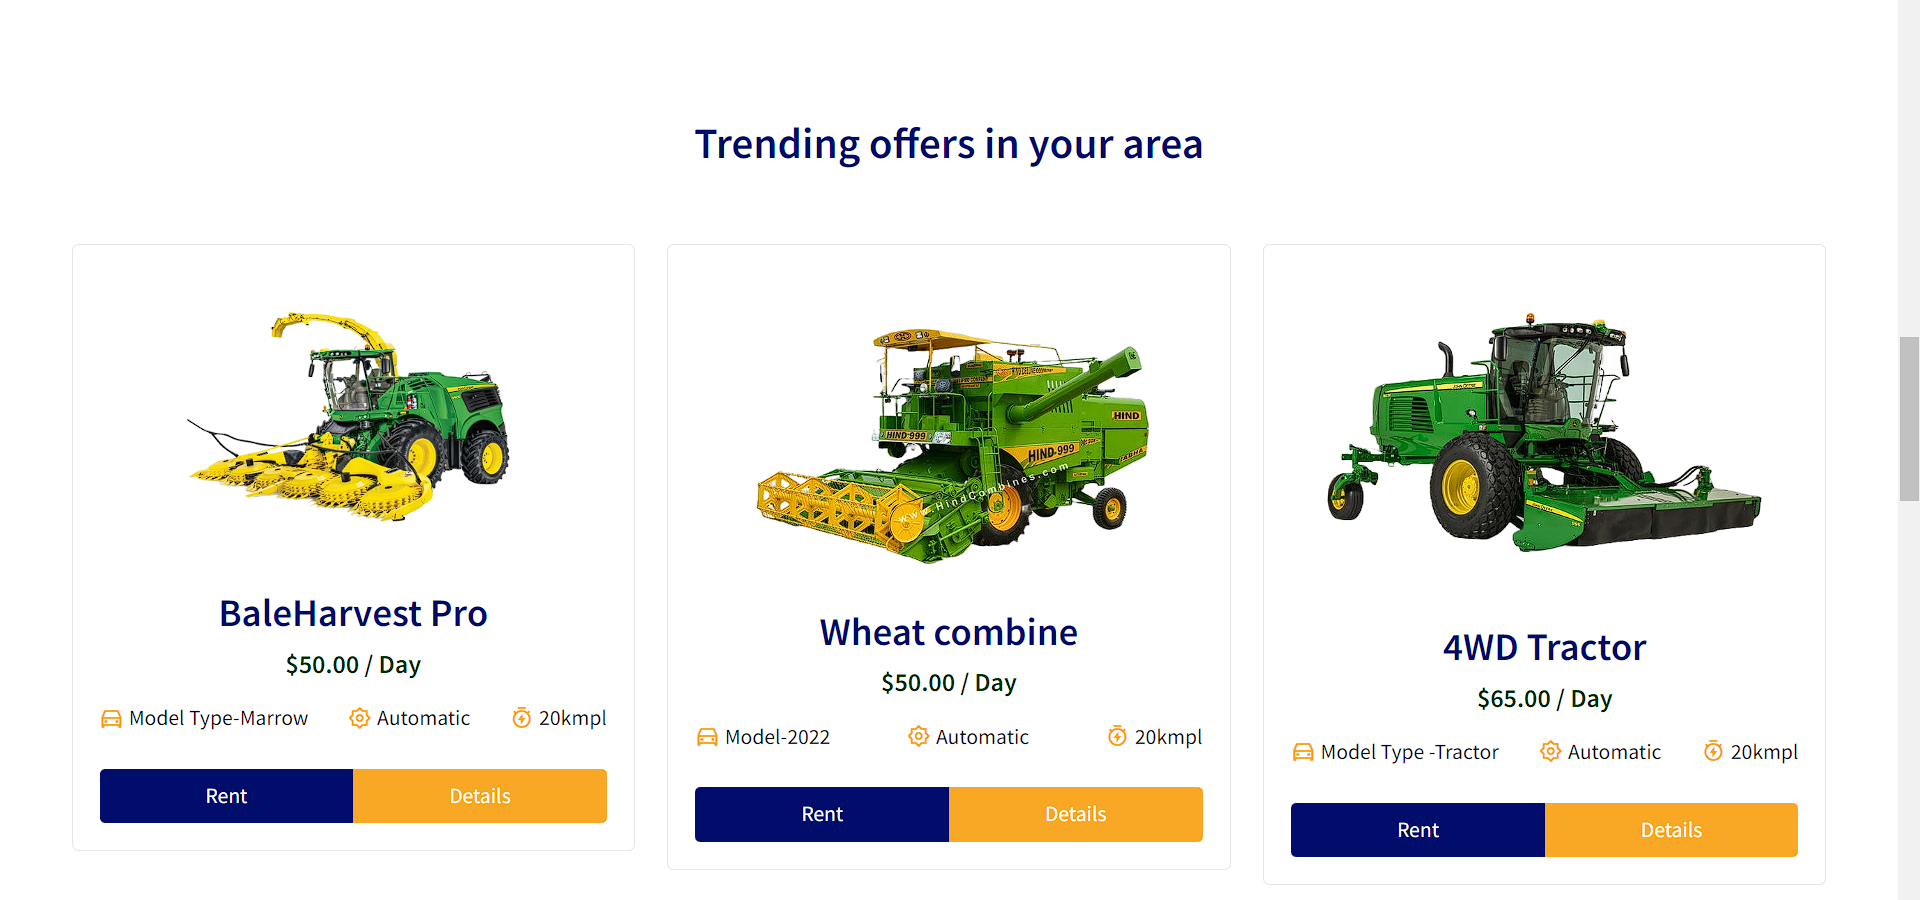 Trending offers in your area
HIND 999
HIND
HIND-999
www.HindCombines.com
JOHN DEERE
BaleHarvest Pro
$50.00 / Day
Model Type-Marrow
Automatic
20kmpl
Rent
Details
Wheat combine
$50.00 / Day
Model-2022
Automatic
20kmpl
Rent
Details
4WD Tractor
$65.00 / Day
Model Type -Tractor
Automatic
20kmpl
Rent
Details